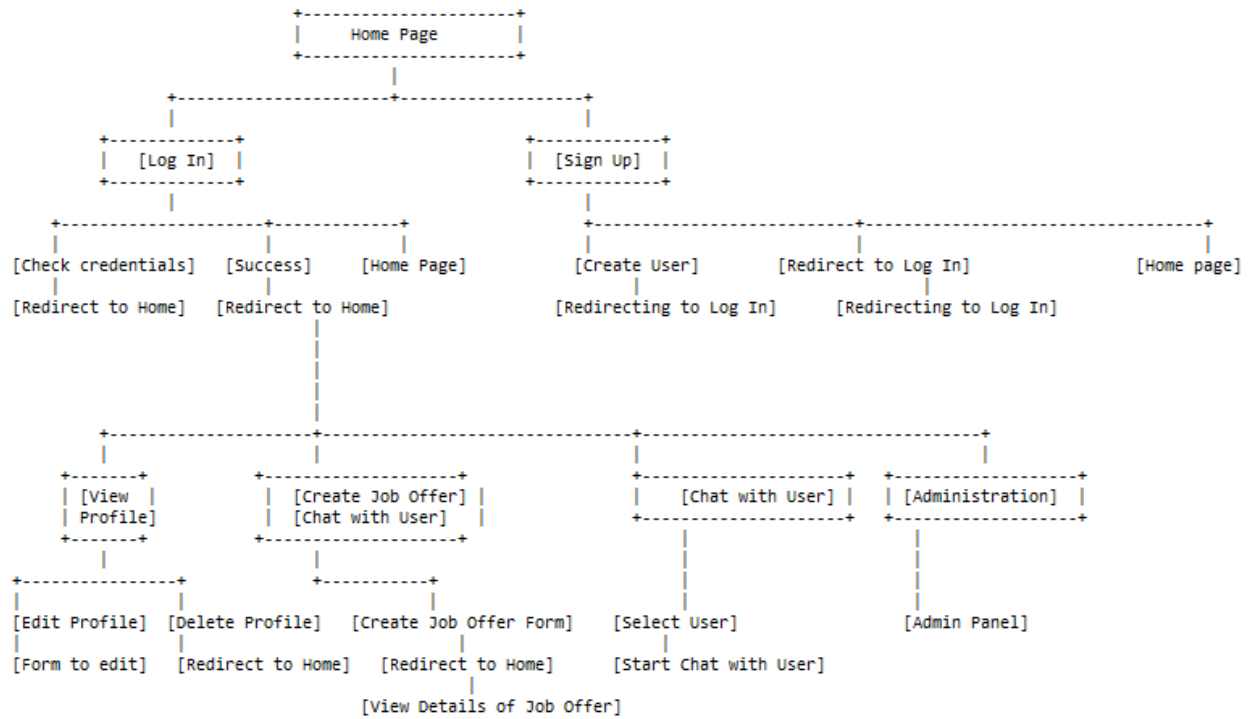 Home Page
[Log In] [Sign Up]
[Check credentials] [Success] [Home Page] [Create User] [Redirect to Log In] [Home page]
[Redirect to Home] [Redirect to Home] [Redirecting to Log In] [Redirecting to Log In]
[View [Create Job Offer] [Chat with User] [Administration]
Profile] [Chat with User]
[Edit Profile] [Delete Profile] [Create Job Offer Form] [Select User] [Admin Panel]
[Form to edit] [Redirect to Home] [Redirect to Home] [Start Chat with User]
[View Details of Job Offer]